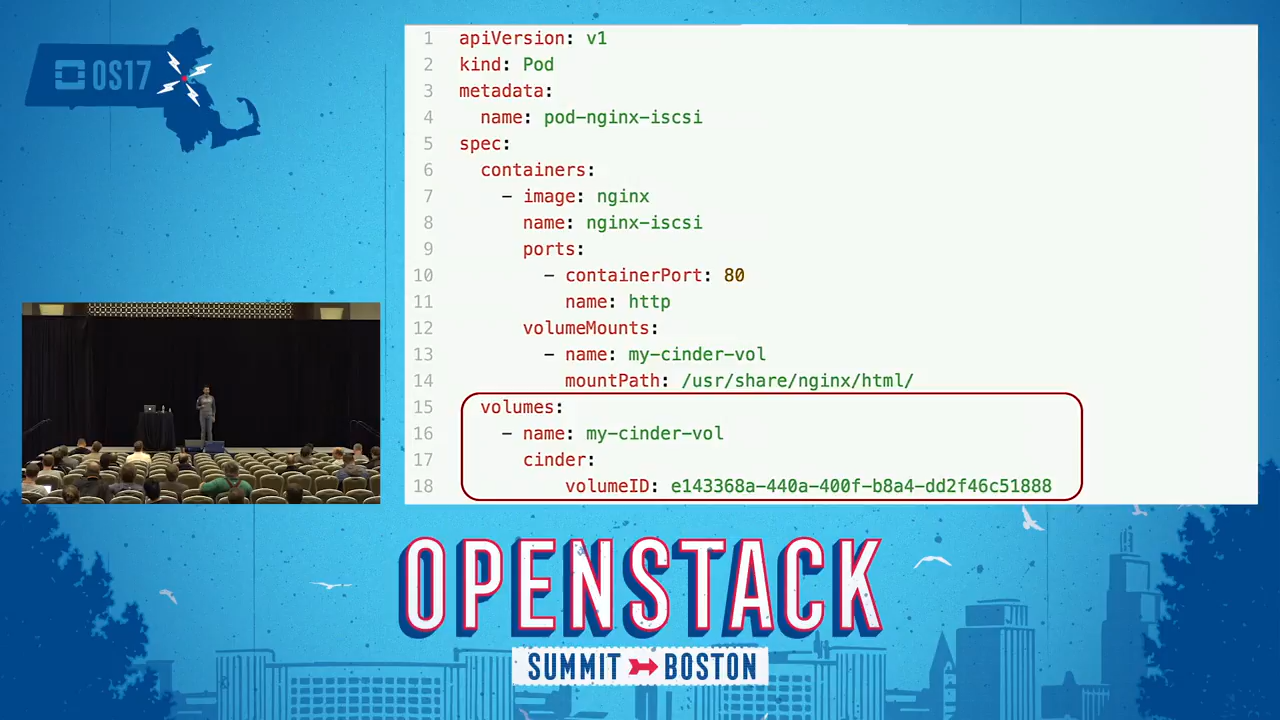 OS17
1 apiVersion: v1
2 kind: Pod
3 metadata:
4 name: pod-nginx-iscsi
5 spec:
6 containers:
7 - image: nginx
8 name: nginx-iscsi
9 ports:
10 - containerPort: 80
11 name: http
12 volumeMounts:
13 - name: my-cinder-vol
14 mountPath: /usr/share/nginx/html/
15 volumes:
16 - name: my-cinder-vol
17 cinder:
18 volumeID: e143368a-440a-400f-b8a4-dd2f46c51888
OPENSTACK
SUMMIT BOSTON